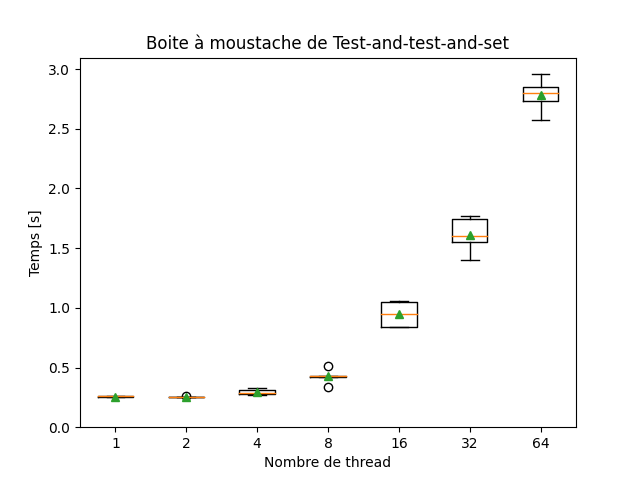 Boite à moustache de Test-and-test-and-set
Temps [s]
3.0
2.5
2.0
1.5
1.0
0.5
0.0
1 2 4 8 16 32 64
Nombre de thread